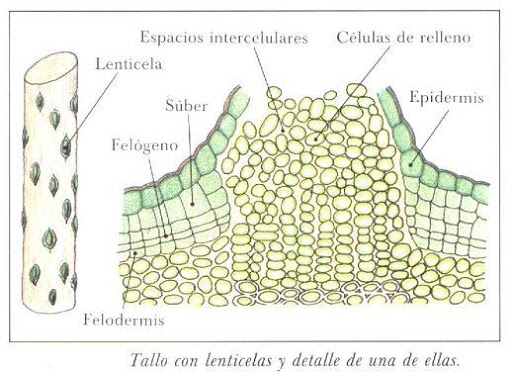 Espacios intercelulares
Células de relleno
Lenticela
Súber
Epidermis
Felógeno
Felodermis
Tallo con lenticelas y detalle de una de ellas.